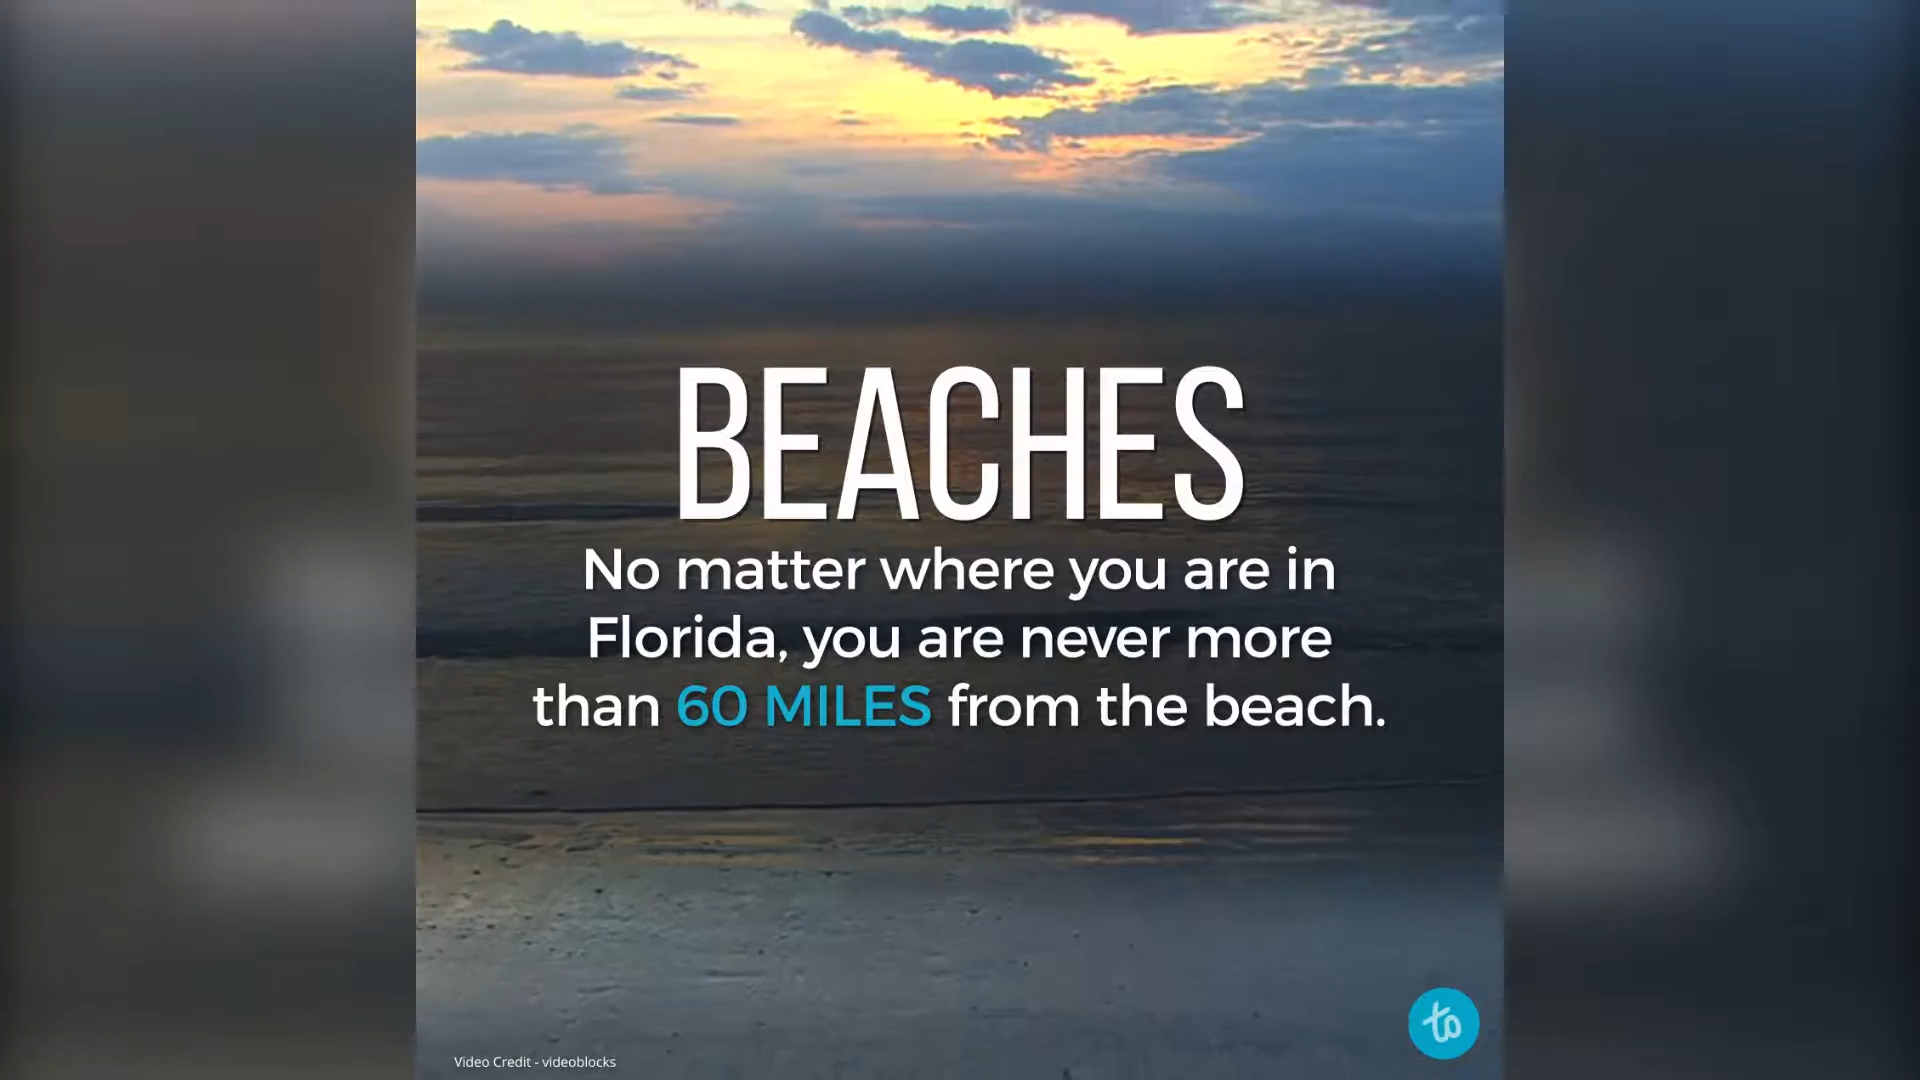 BEACHES
No matter where you are in
Florida, you are never more
than 60 MILES from the beach.
to
Video Credit - videoblocks